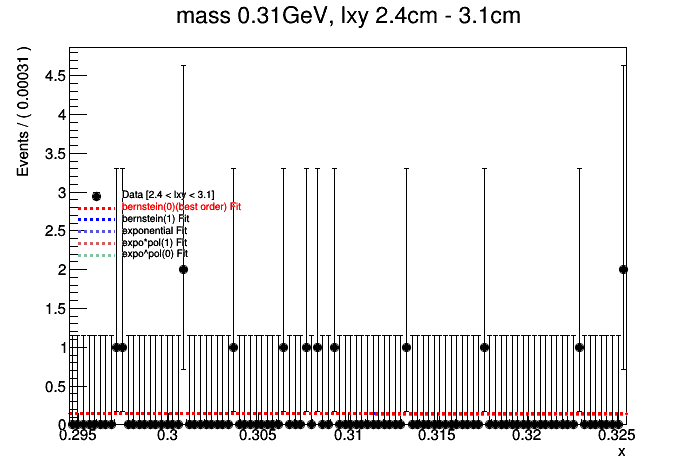 mass 0.31GeV, lxy 2.4cm - 3.1cm
Events / ( 0.00031 )
4.5
4
3.5
3
2.5
2
1.5
1
0.5
0
Data [2.4 < lxy < 3.1]
bernstein(0)(best order) Fit
bernstein(1) Fit
exponential Fit
expo*pol(1) Fit
expo^pol(0) Fit
0.295 0.3 0.305 0.31 0.315 0.32 0.325
x